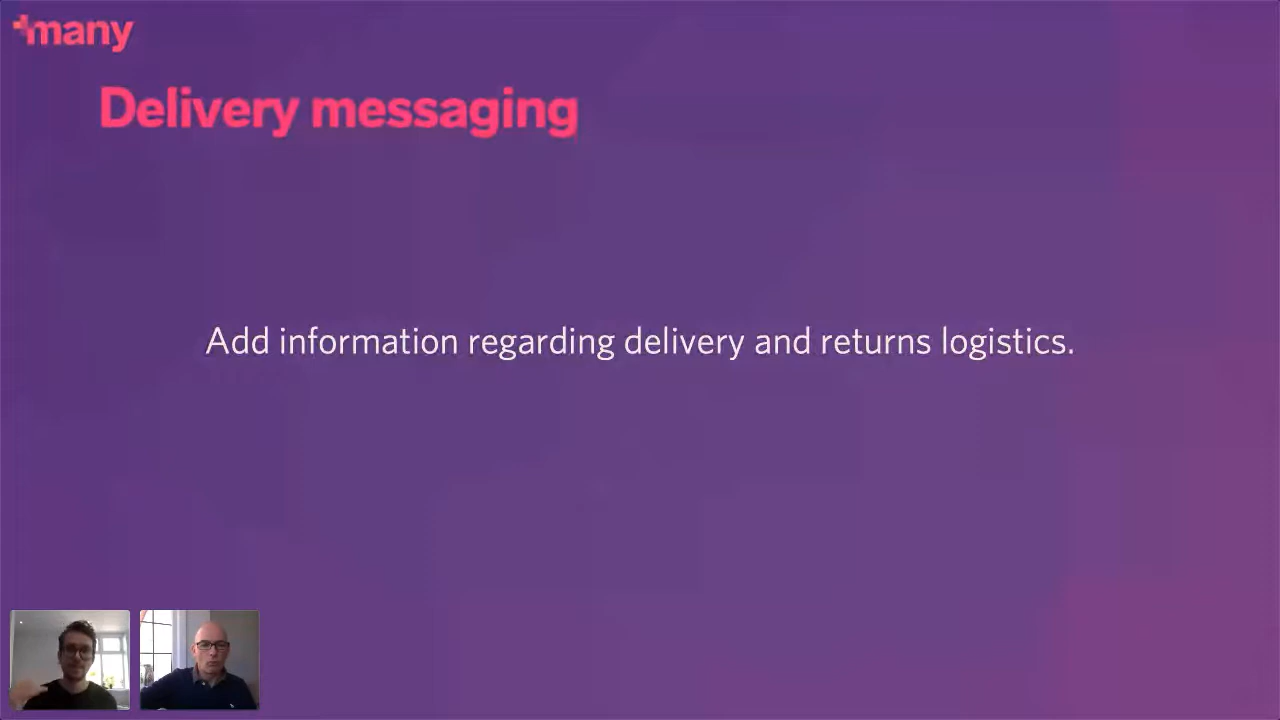 +many
Delivery messaging
Add information regarding delivery and returns logistics.